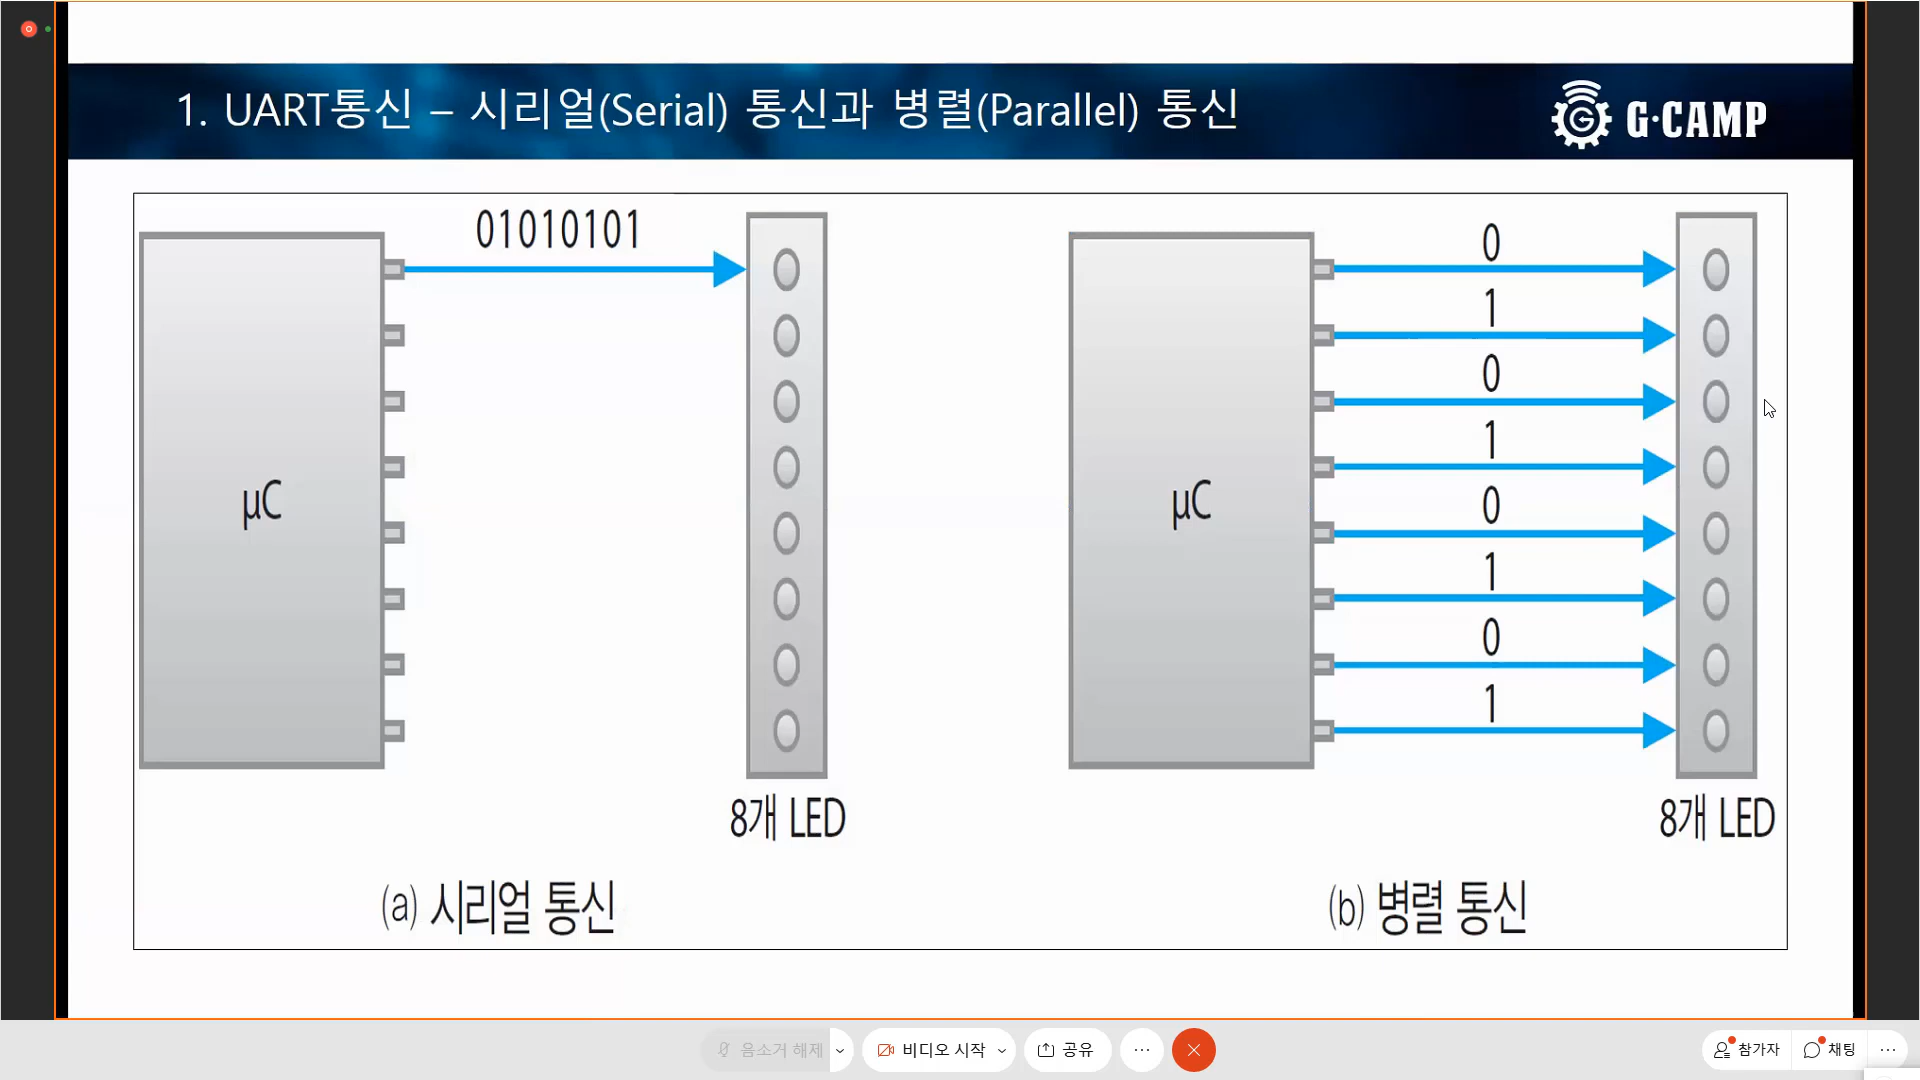 1. UART통신 – 시리얼(Serial) 통신과 병렬(Parallel) 통신
G·CAMP
01010101
µC
8개 LED
(a) 시리얼 통신
0
1
0
1
0
1
0
1
µC
8개 LED
(b) 병렬 통신
음소거 해제
비디오 시작
공유
참가자
채팅